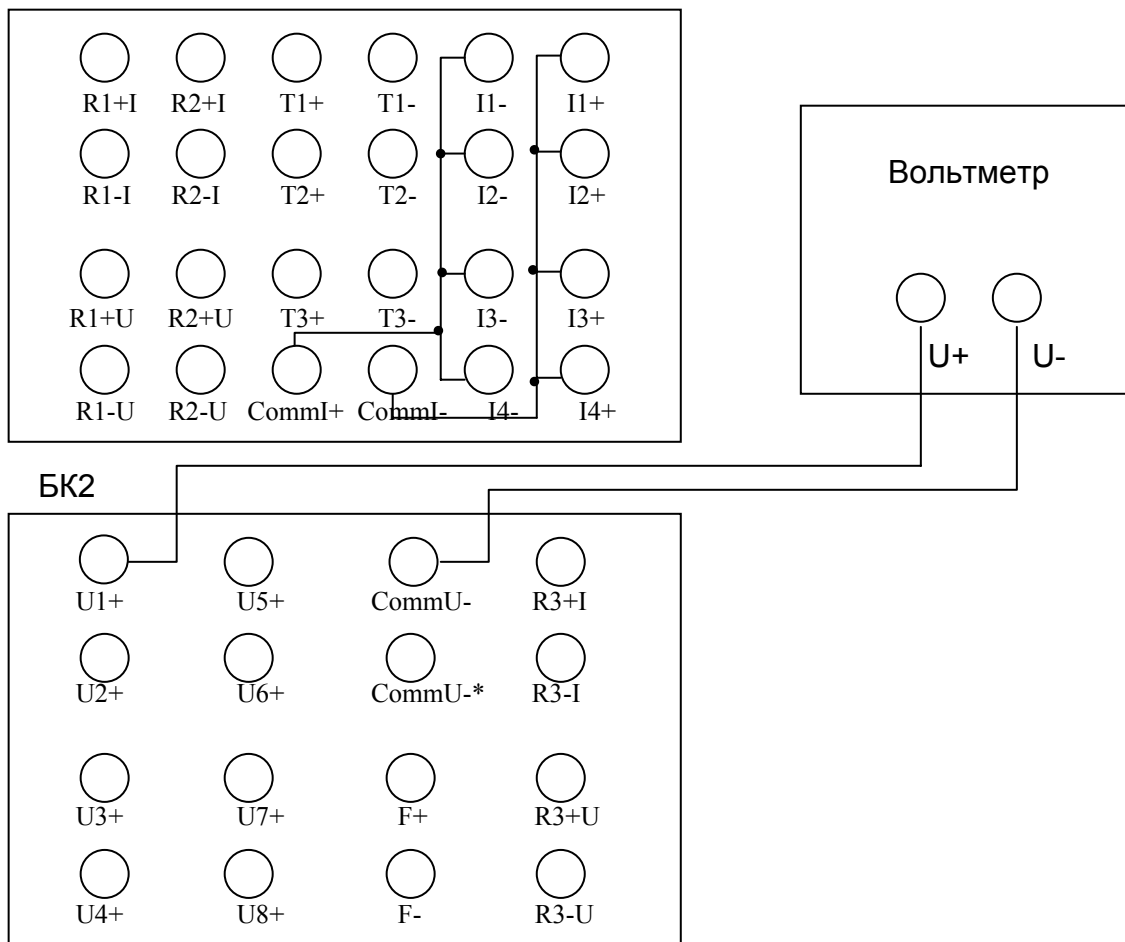 R1+I R2+I T1+ T1- I1- I1+
R1-I R2-I T2+ T2- I2- I2+
R1+U R2+U T3+ T3- I3- I3+
R1-U R2-U CommI+ CommI- I4- I4+
Вольтметр
U+ U-
БК2
U1+ U5+ CommU- R3+I
U2+ U6+ CommU-* R3-I
U3+ U7+ F+ R3+U
U4+ U8+ F- R3-U